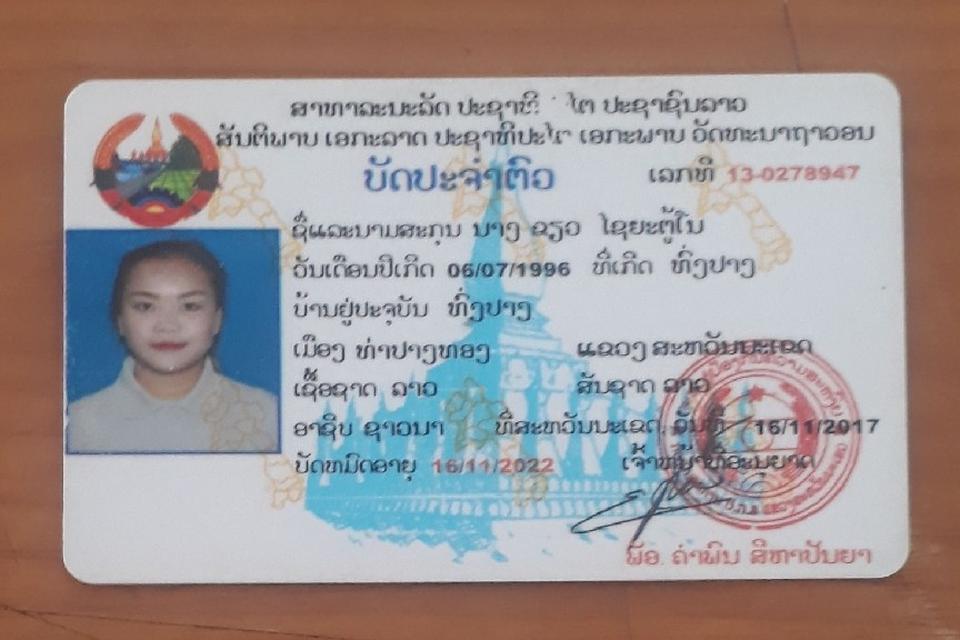 ສາທາລະນະລັດ ປະຊາທິ ໄຕ ປະຊາຊົນລາວ
ສັນຕິພາບ ເອກະລາດ ປະຊາທິປະໄຕ ເອກະພາບ ວັດທະນາຖາວອນ
ບັດປະຈຳຕົວ ເລກທີ 13-0278947
ຊື່ແລະນາມສະກຸນ ນາງ ຂຽວ ໄຊຍະຕູ້ໂນ
ວັນເດືອນປີເກີດ 06/07/1996 ທີ່ເກີດ ທົ່ງປາງ
ບ້ານຢູ່ປະຈຸບັນ ທົ່ງປາງ
ເມືອງ ທ່າປາງທອງ ແຂວງ ສະຫວັນນະເຂດ
ເຊື້ອຊາດ ລາວ ສັນຊາດ ລາວ
ອາຊີບ ຊາວນາ ທີ່ສະຫວັນນະເຂດ, ວັນທີ 16/11/2017
ບັດຫມົດອາຍຸ 16/11/2022 ເຈົ້າຫນ້າທີ່ອະນຸຍາດ
ພັອ. ຄຳພົນ ສີຫາປັນຍາ